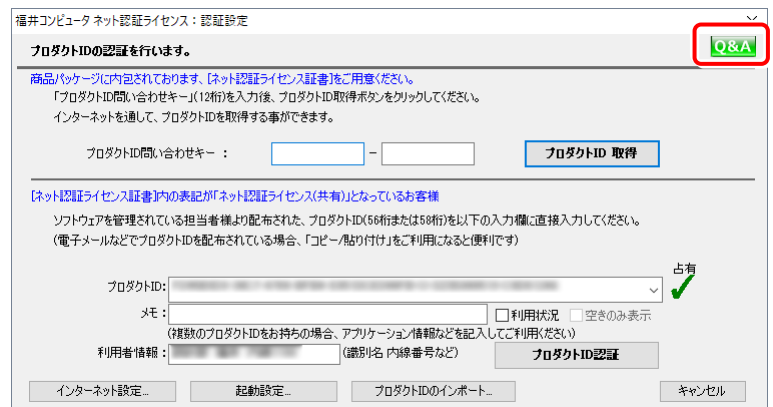 福井コンピュータ ネット認証ライセンス：認証設定
プロダクトIDの認証を行います。
Q&A
商品パッケージに内包されております、[ネット認証ライセンス証書]をご用意ください。
「プロダクトID問い合わせキー」(12桁)を入力後、プロダクトID取得ボタンをクリックしてください。
インターネットを通して、プロダクトIDを取得する事ができます。
プロダクトID問い合わせキー ： － プロダクトID 取得
[ネット認証ライセンス証書]内の表記が「ネット認証ライセンス(共有)」となっているお客様
ソフトウェアを管理されている担当者様より配布された、プロダクトID(56桁または58桁)を以下の入力欄に直接入力してください。
(電子メールなどでプロダクトIDを配布されている場合、「コピー/貼り付け」をご利用になると便利です)
占有
プロダクトID:
メモ： 利用状況 空きのみ表示
(複数のプロダクトIDをお持ちの場合、アプリケーション情報などを記入してご利用ください)
利用者情報： (識別名 内線番号など) プロダクトID認証
インターネット設定... 起動設定... プロダクトIDのインポート... キャンセル